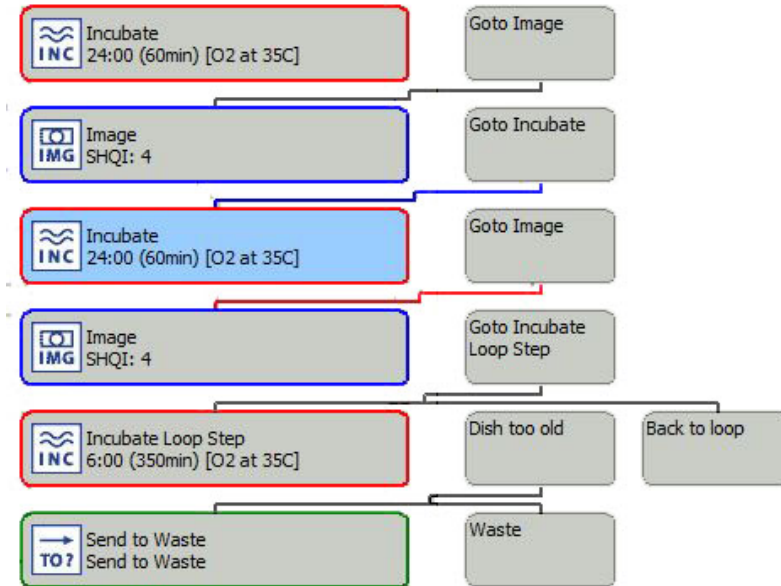 Incubate
24:00 (60min) [O2 at 35C]
INC
Goto Image
Image
SHQI: 4
IMG
Goto Incubate
Incubate
24:00 (60min) [O2 at 35C]
INC
Goto Image
Image
SHQI: 4
IMG
Goto Incubate
Loop Step
Incubate Loop Step
6:00 (350min) [O2 at 35C]
INC
Dish too old
Back to loop
Send to Waste
Send to Waste
TO?
Waste